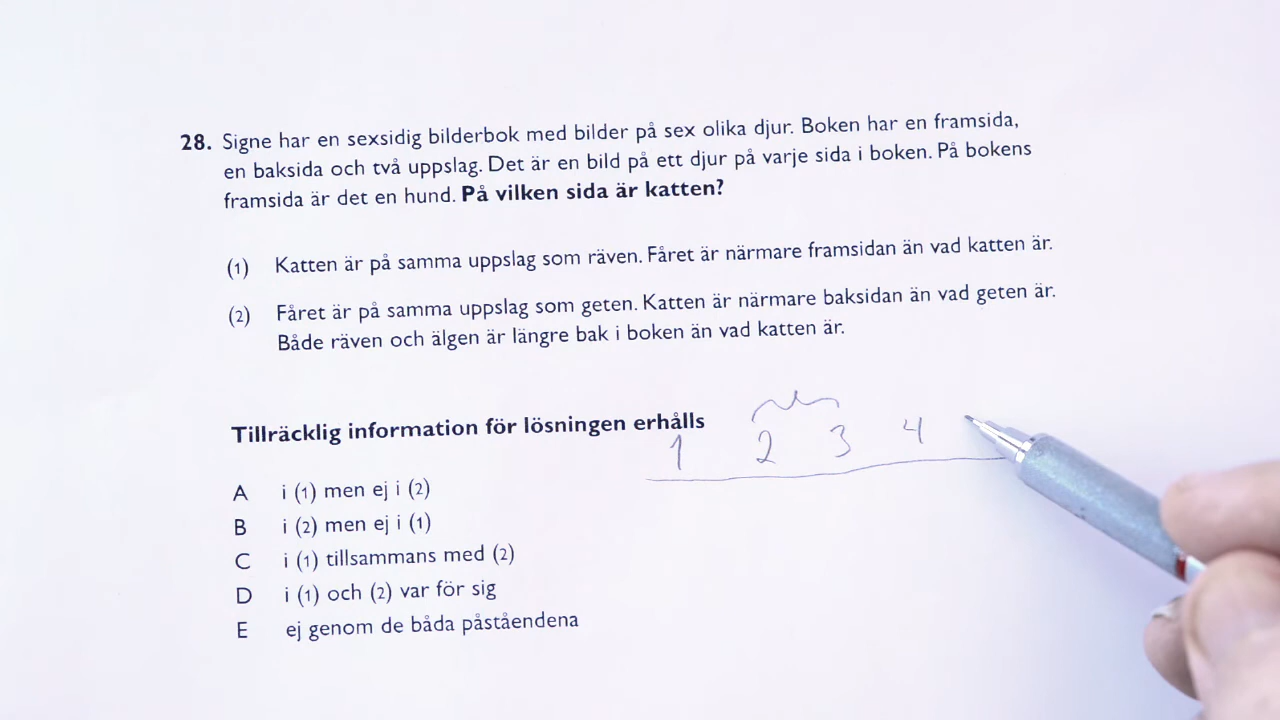 28. Signe har en sexsidig bilderbok med bilder på sex olika djur. Boken har en framsida,
en baksida och två uppslag. Det är en bild på ett djur på varje sida i boken. På bokens
framsida är det en hund. På vilken sida är katten?
(1) Katten är på samma uppslag som räven. Fåret är närmare framsidan än vad katten är.
(2) Fåret är på samma uppslag som geten. Katten är närmare baksidan än vad geten är.
Både räven och älgen är längre bak i boken än vad katten är.
Tillräcklig information för lösningen erhålls
1 2 3 4
A i (1) men ej i (2)
B i (2) men ej i (1)
C i (1) tillsammans med (2)
D i (1) och (2) var för sig
E ej genom de båda påståendena